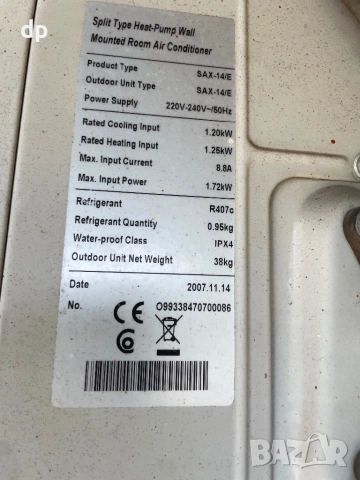 dp
Split Type Heat-Pump Wall
Mounted Room Air Conditioner
Product Type SAX-14/E
Outdoor Unit Type SAX-14/E
Power Supply 220V-240V~/50Hz
Rated Cooling Input 1.20kW
Rated Heating Input 1.25kW
Max. Input Current 8.8A
Max. Input Power 1.72kW
Refrigerant R407c
Refrigerant Quantity 0.95kg
Water-proof Class IPX4
Outdoor Unit Net Weight 38kg
Date 2007.11.14
No. O99338470700086
CE
BAZAR